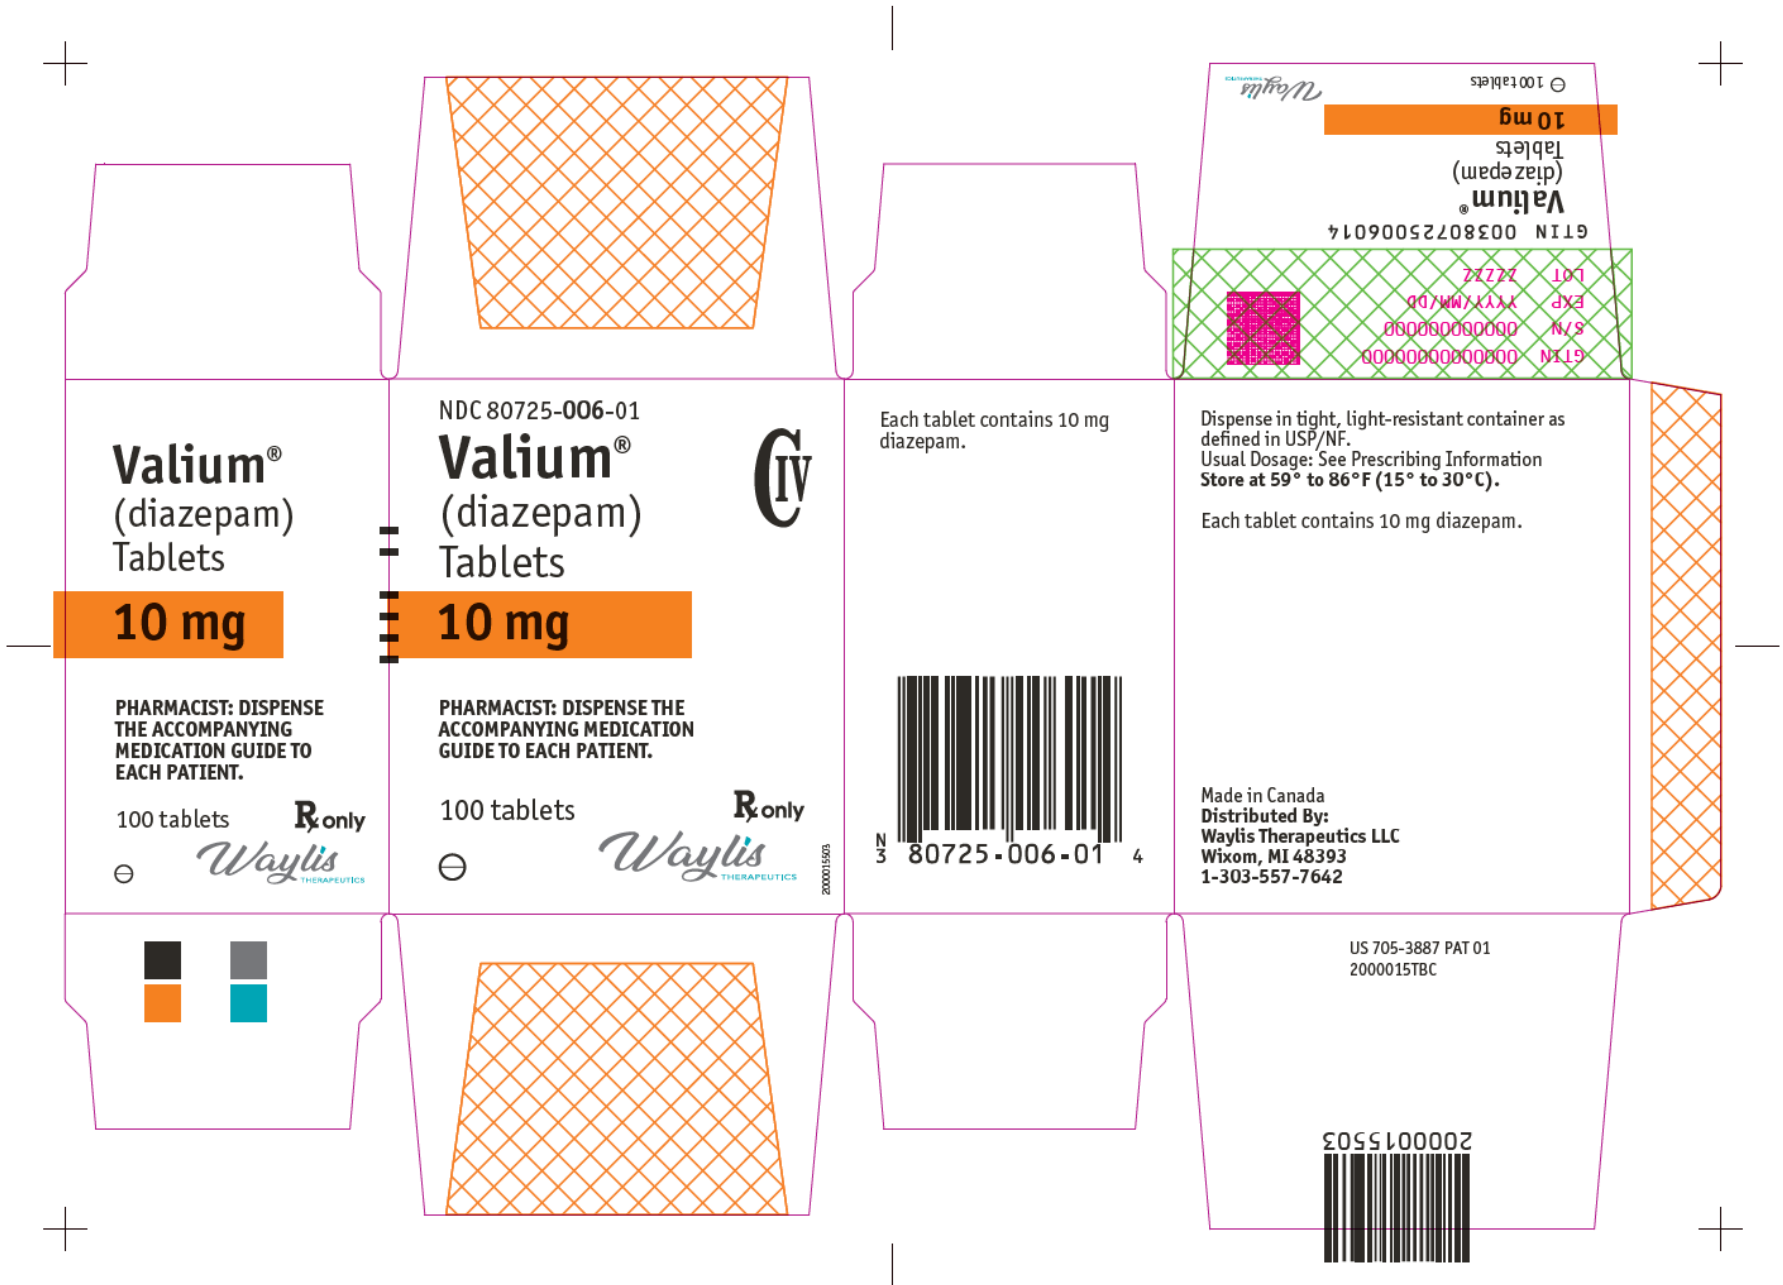 Valium®
(diazepam)
Tablets
10 mg
PHARMACIST: DISPENSE
THE ACCOMPANYING
MEDICATION GUIDE TO
EACH PATIENT.
100 tablets
Rx only
Waylis
THERAPEUTICS
NDC 80725-006-01
Valium®
(diazepam)
Tablets
CIV
10 mg
PHARMACIST: DISPENSE THE
ACCOMPANYING MEDICATION
GUIDE TO EACH PATIENT.
100 tablets
Rx only
Waylis
THERAPEUTICS
2000015503
Each tablet contains 10 mg
diazepam.
N
3 80725-006-01 4
GTIN 00000000000000
S/N 000000000000
EXP YYYY/MM/DD
LOT ZZZZZ
GTIN 00380725006014
Valium®
(diazepam)
Tablets
10 mg
100 tablets
Waylis
THERAPEUTICS
Dispense in tight, light-resistant container as
defined in USP/NF.
Usual Dosage: See Prescribing Information
Store at 59° to 86°F (15° to 30°C).
Each tablet contains 10 mg diazepam.
Made in Canada
Distributed By:
Waylis Therapeutics LLC
Wixom, MI 48393
1-303-557-7642
US 705-3887 PAT 01
2000015TBC
2000015503